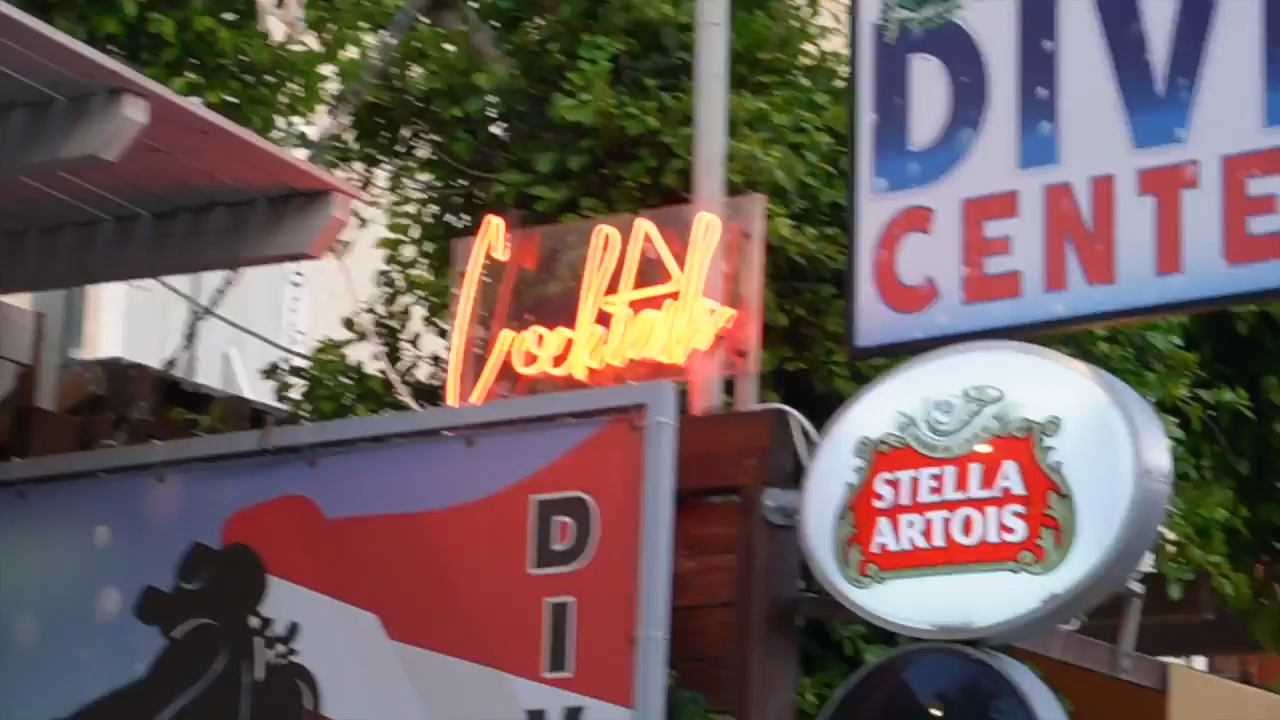 DIV
CENTE
Cocktails
STELLA
ARTOIS
D
I
V